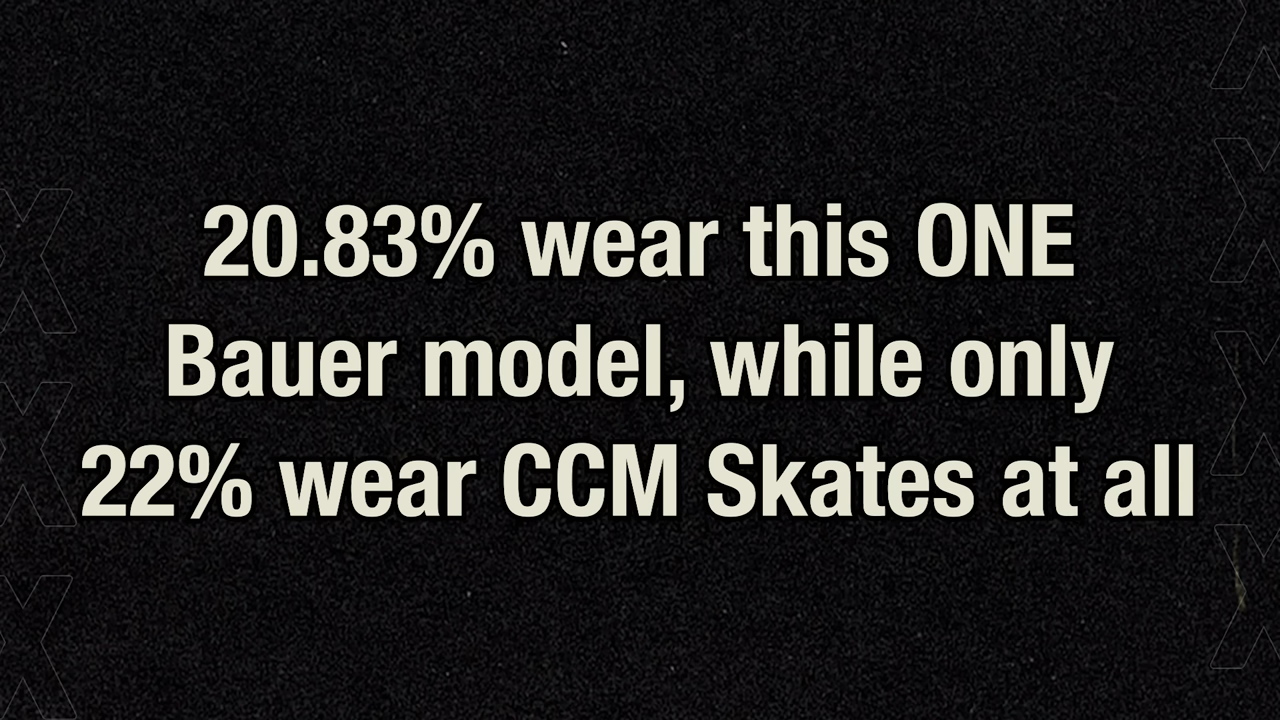 20.83% wear this ONE
Bauer model, while only
22% wear CCM Skates at all